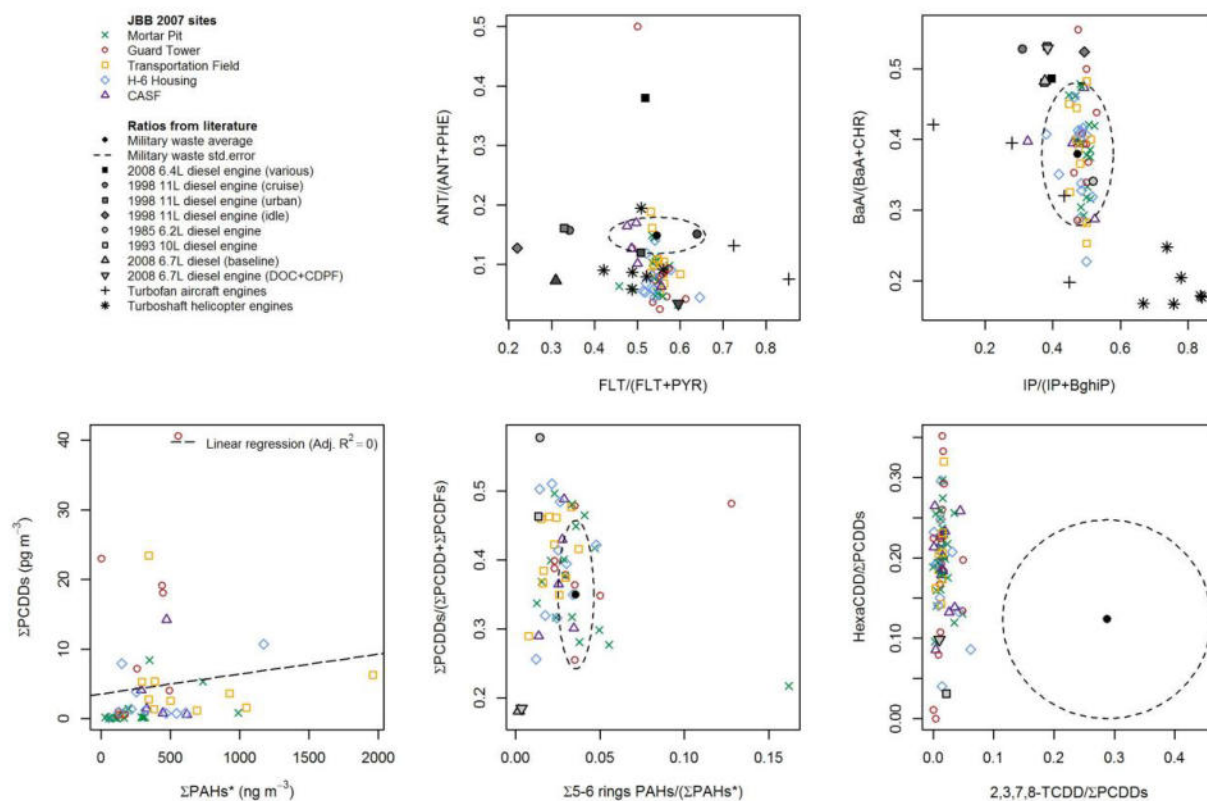 JBB 2007 sites
Mortar Pit
Guard Tower
Transportation Field
H-6 Housing
CASF
Ratios from literature
Military waste average
Military waste std.error
2008 6.4L diesel engine (various)
1998 11L diesel engine (cruise)
1998 11L diesel engine (urban)
1998 11L diesel engine (idle)
1985 6.2L diesel engine
1993 10L diesel engine
2008 6.7L diesel (baseline)
2008 6.7L diesel engine (DOC+CDPF)
Turbofan aircraft engines
Turboshaft helicopter engines
ANT/(ANT+PHE)
0.5
0.4
0.3
0.2
0.1
0.2 0.3 0.4 0.5 0.6 0.7 0.8
FLT/(FLT+PYR)
BaA/(BaA+CHR)
0.5
0.4
0.3
0.2
0.2 0.4 0.6 0.8
IP/(IP+BghiP)
ΣPCDDs (pg m⁻³)
40
30
20
10
0
Linear regression (Adj. R² = 0)
0 500 1000 1500 2000
ΣPAHs* (ng m⁻³)
ΣPCDDs/(ΣPCDD+ΣPCDFs)
0.5
0.4
0.3
0.2
0.00 0.05 0.10 0.15
Σ5-6 rings PAHs/(ΣPAHs*)
HexaCDD/ΣPCDDs
0.30
0.20
0.10
0.00
0.0 0.1 0.2 0.3 0.4
2,3,7,8-TCDD/ΣPCDDs